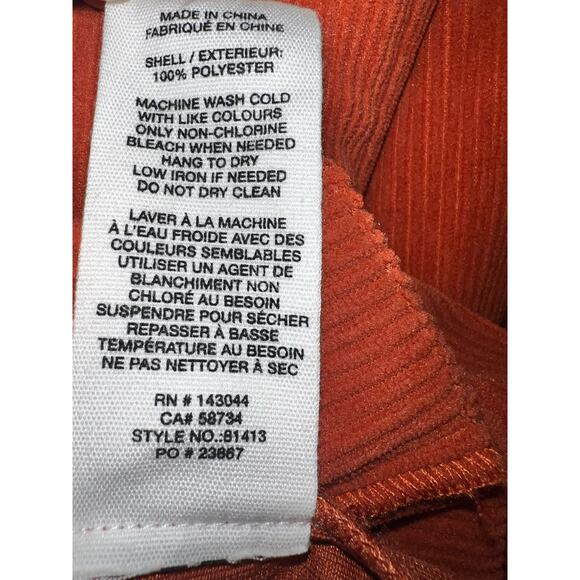 MADE IN CHINA
FABRIQUÉ EN CHINE
SHELL / EXTERIEUR:
100% POLYESTER
MACHINE WASH COLD
WITH LIKE COLOURS
ONLY NON-CHLORINE
BLEACH WHEN NEEDED
HANG TO DRY
LOW IRON IF NEEDED
DO NOT DRY CLEAN
LAVER À LA MACHINE
À L'EAU FROIDE AVEC DES
COULEURS SEMBLABLES
UTILISER UN AGENT DE
BLANCHIMENT NON
CHLORÉ AU BESOIN
SUSPENDRE POUR SÉCHER
REPASSER À BASSE
TEMPÉRATURE AU BESOIN
NE PAS NETTOYER À SEC
RN # 143044
CA# 58734
STYLE NO.:81413
PO # 23867